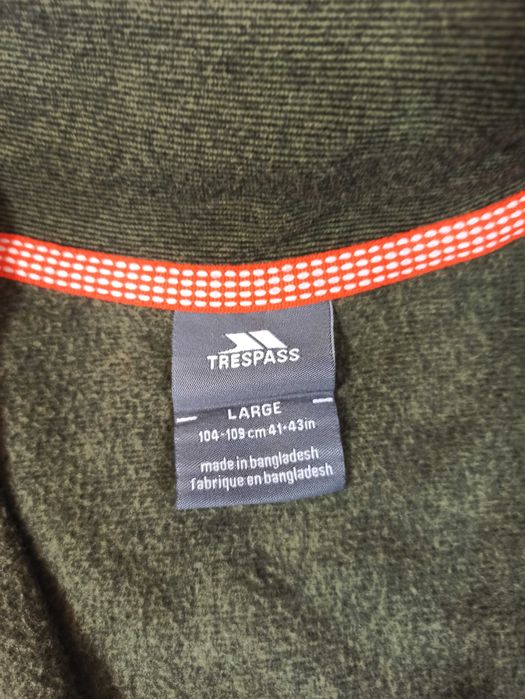 TRESPASS
LARGE
104-109 cm 41-43in
made in bangladesh
fabrique en bangladesh